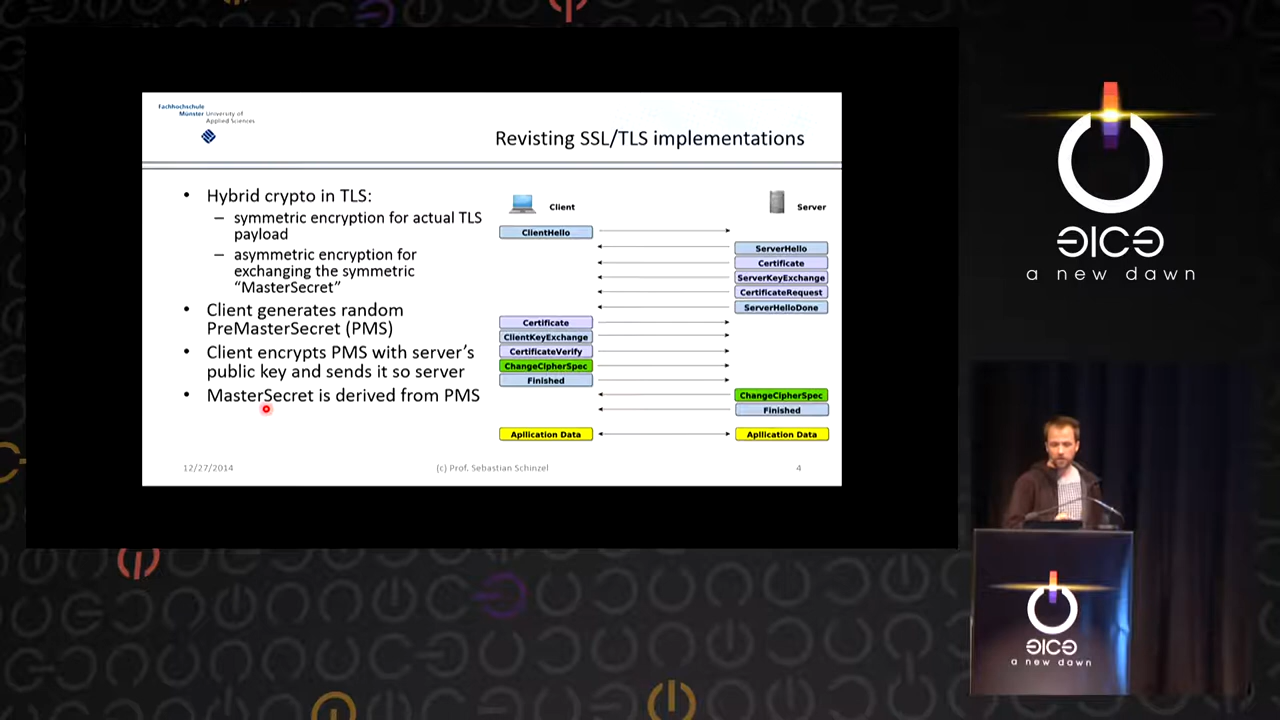 Fachhochschule
Münster University of
Applied Sciences
Revisting SSL/TLS implementations
• Hybrid crypto in TLS:
– symmetric encryption for actual TLS
payload
– asymmetric encryption for
exchanging the symmetric
“MasterSecret”
• Client generates random
PreMasterSecret (PMS)
• Client encrypts PMS with server’s
public key and sends it so server
• MasterSecret is derived from PMS
Client
Server
ClientHello
ServerHello
Certificate
ServerKeyExchange
CertificateRequest
ServerHelloDone
Certificate
ClientKeyExchange
CertificateVerify
ChangeCipherSpec
Finished
ChangeCipherSpec
Finished
Apllication Data
Apllication Data
12/27/2014
(c) Prof. Sebastian Schinzel
4
a new dawn
a new dawn